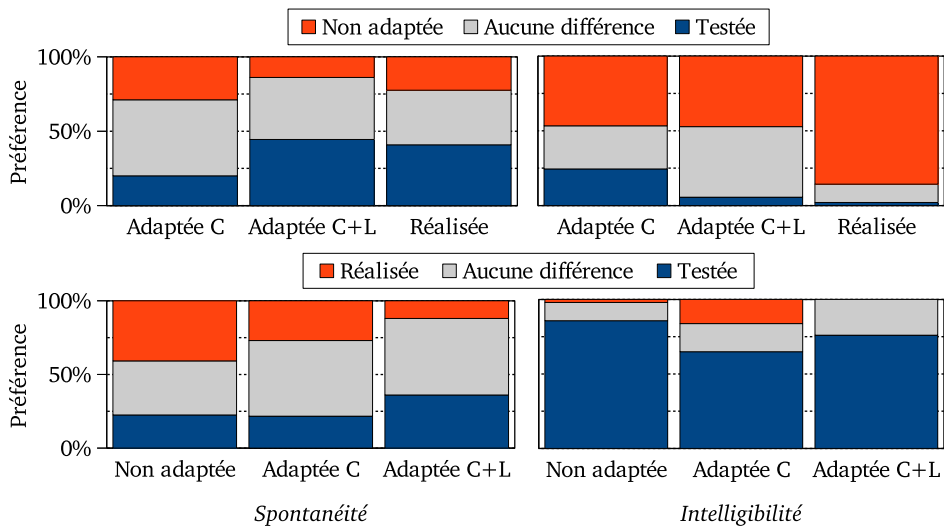 Non adaptée Aucune différence Testée
Préférence
100%
50%
0%
Adaptée C Adaptée C+L Réalisée
Adaptée C Adaptée C+L Réalisée
Réalisée Aucune différence Testée
Préférence
100%
50%
0%
Non adaptée Adaptée C Adaptée C+L
Non adaptée Adaptée C Adaptée C+L
Spontanéité
Intelligibilité